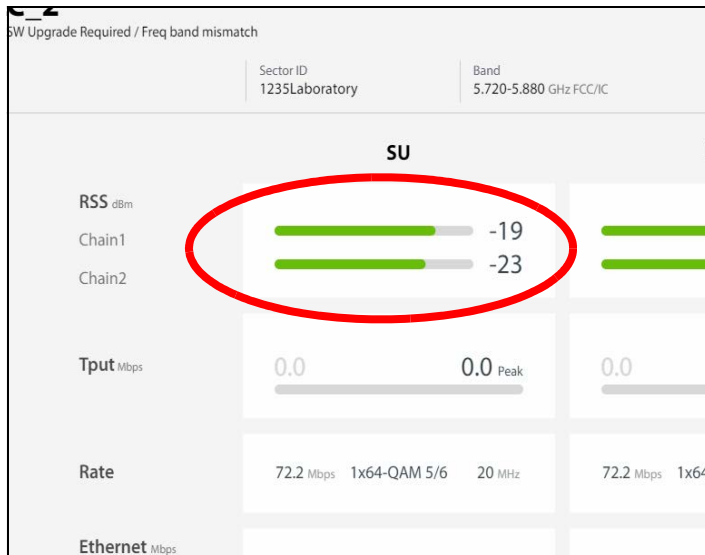 SW Upgrade Required / Freq band mismatch
Sector ID
Band
1235Laboratory
5.720-5.880 GHz FCC/IC
SU
RSS dBm
Chain1
-19
Chain2
-23
Tput Mbps
0.0
0.0 Peak
0.0
Rate
72.2 Mbps 1x64-QAM 5/6 20 MHz
72.2 Mbps 1x64
Ethernet Mbps